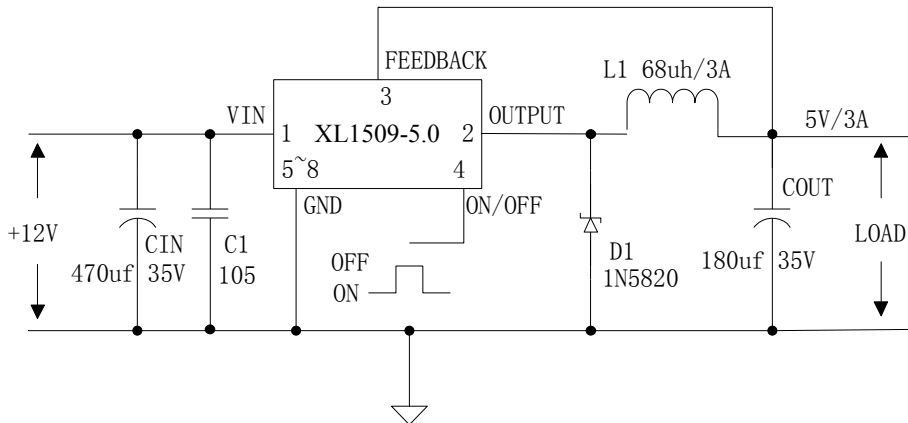 FEEDBACK
L1 68uh/3A
3
VIN
OUTPUT
5V/3A
1 XL1509-5.0 2
5~8
4
GND
ON/OFF
COUT
+12V
CIN
C1
470uf 35V
105
OFF
ON
D1
1N5820
180uf 35V
LOAD